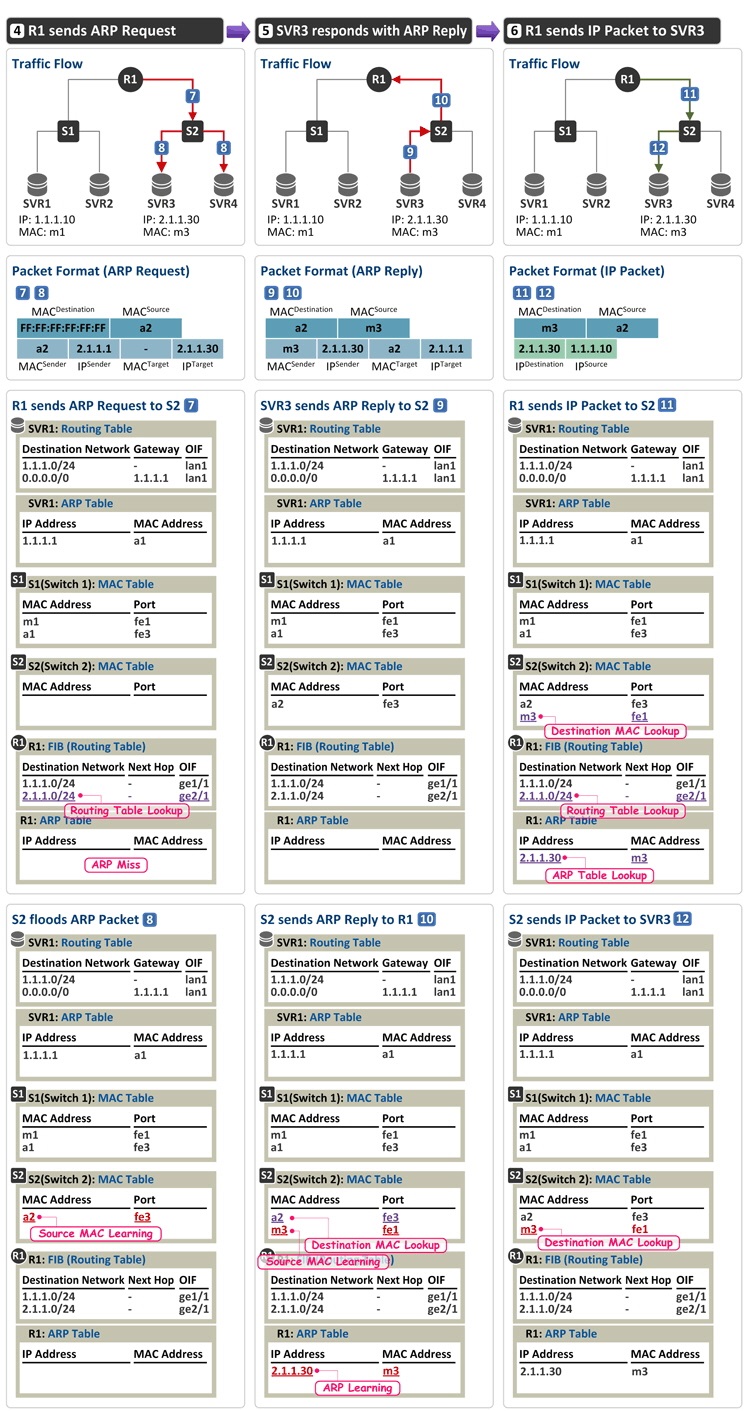 4 R1 sends ARP Request
5 SVR3 responds with ARP Reply
6 R1 sends IP Packet to SVR3
Traffic Flow
R1
7
S1
S2
8
8
SVR1
SVR2
SVR3
SVR4
IP: 1.1.1.10
IP: 2.1.1.30
MAC: m1
MAC: m3
Traffic Flow
R1
10
S1
S2
9
SVR1
SVR2
SVR3
SVR4
IP: 1.1.1.10
IP: 2.1.1.30
MAC: m1
MAC: m3
Traffic Flow
R1
11
S1
S2
12
SVR1
SVR2
SVR3
SVR4
IP: 1.1.1.10
IP: 2.1.1.30
MAC: m1
MAC: m3
Packet Format (ARP Request)
7 8
MACDestination MACSource
FF:FF:FF:FF:FF:FF a2
a2 2.1.1.1 - 2.1.1.30
MACSender IPSender MACTarget IPTarget
Packet Format (ARP Reply)
9 10
MACDestination MACSource
a2 m3
m3 2.1.1.30 a2 2.1.1.1
MACSender IPSender MACTarget IPTarget
Packet Format (IP Packet)
11 12
MACDestination MACSource
m3 a2
2.1.1.30 1.1.1.10
IPDestination IPSource
R1 sends ARP Request to S2 7
SVR1: Routing Table
Destination Network Gateway OIF
1.1.1.0/24 - lan1
0.0.0.0/0 1.1.1.1 lan1
SVR1: ARP Table
IP Address MAC Address
1.1.1.1 a1
S1 S1(Switch 1): MAC Table
MAC Address Port
m1 fe1
a1 fe3
S2 S2(Switch 2): MAC Table
MAC Address Port
R1 R1: FIB (Routing Table)
Destination Network Next Hop OIF
1.1.1.0/24 - ge1/1
2.1.1.0/24 - ge2/1
Routing Table Lookup
R1: ARP Table
IP Address MAC Address
ARP Miss
SVR3 sends ARP Reply to S2 9
SVR1: Routing Table
Destination Network Gateway OIF
1.1.1.0/24 - lan1
0.0.0.0/0 1.1.1.1 lan1
SVR1: ARP Table
IP Address MAC Address
1.1.1.1 a1
S1 S1(Switch 1): MAC Table
MAC Address Port
m1 fe1
a1 fe3
S2 S2(Switch 2): MAC Table
MAC Address Port
a2 fe3
R1 R1: FIB (Routing Table)
Destination Network Next Hop OIF
1.1.1.0/24 - ge1/1
2.1.1.0/24 - ge2/1
R1: ARP Table
IP Address MAC Address
R1 sends IP Packet to S2 11
SVR1: Routing Table
Destination Network Gateway OIF
1.1.1.0/24 - lan1
0.0.0.0/0 1.1.1.1 lan1
SVR1: ARP Table
IP Address MAC Address
1.1.1.1 a1
S1 S1(Switch 1): MAC Table
MAC Address Port
m1 fe1
a1 fe3
S2 S2(Switch 2): MAC Table
MAC Address Port
a2 fe3
m3 fe1
Destination MAC Lookup
R1 R1: FIB (Routing Table)
Destination Network Next Hop OIF
1.1.1.0/24 - ge1/1
2.1.1.0/24 - ge2/1
Routing Table Lookup
R1: ARP Table
IP Address MAC Address
2.1.1.30 m3
ARP Table Lookup
S2 floods ARP Packet 8
SVR1: Routing Table
Destination Network Gateway OIF
1.1.1.0/24 - lan1
0.0.0.0/0 1.1.1.1 lan1
SVR1: ARP Table
IP Address MAC Address
1.1.1.1 a1
S1 S1(Switch 1): MAC Table
MAC Address Port
m1 fe1
a1 fe3
S2 S2(Switch 2): MAC Table
MAC Address Port
a2 fe3
Source MAC Learning
R1 R1: FIB (Routing Table)
Destination Network Next Hop OIF
1.1.1.0/24 - ge1/1
2.1.1.0/24 - ge2/1
R1: ARP Table
IP Address MAC Address
S2 sends ARP Reply to R1 10
SVR1: Routing Table
Destination Network Gateway OIF
1.1.1.0/24 - lan1
0.0.0.0/0 1.1.1.1 lan1
SVR1: ARP Table
IP Address MAC Address
1.1.1.1 a1
S1 S1(Switch 1): MAC Table
MAC Address Port
m1 fe1
a1 fe3
S2 S2(Switch 2): MAC Table
MAC Address Port
a2 fe3
m3 fe1
Destination MAC Lookup
Source MAC Learning
Destination Network Next Hop OIF
1.1.1.0/24 - ge1/1
2.1.1.0/24 - ge2/1
R1: ARP Table
IP Address MAC Address
2.1.1.30 m3
ARP Learning
S2 sends IP Packet to SVR3 12
SVR1: Routing Table
Destination Network Gateway OIF
1.1.1.0/24 - lan1
0.0.0.0/0 1.1.1.1 lan1
SVR1: ARP Table
IP Address MAC Address
1.1.1.1 a1
S1 S1(Switch 1): MAC Table
MAC Address Port
m1 fe1
a1 fe3
S2 S2(Switch 2): MAC Table
MAC Address Port
a2 fe3
m3 fe1
Destination MAC Lookup
R1 R1: FIB (Routing Table)
Destination Network Next Hop OIF
1.1.1.0/24 - ge1/1
2.1.1.0/24 - ge2/1
R1: ARP Table
IP Address MAC Address
2.1.1.30 m3